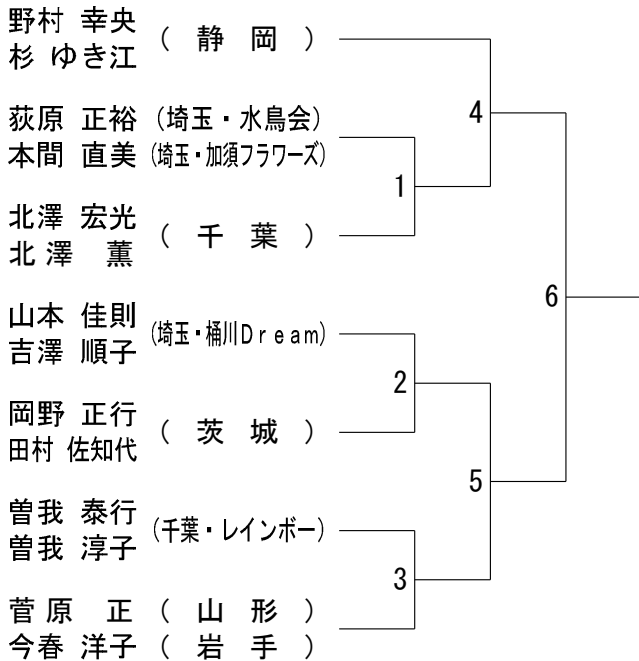 野村 幸央
杉 ゆき江
( 静 岡 )
荻原 正裕 (埼玉・水鳥会)
本間 直美 (埼玉・加須フラワーズ)
北澤 宏光
北澤 薫
( 千 葉 )
山本 佳則
吉澤 順子
(埼玉・桶川Dream)
岡野 正行
田村 佐知代
( 茨 城 )
曽我 泰行
曽我 淳子
(千葉・レインボー)
菅原 正 ( 山 形 )
今春 洋子 ( 岩 手 )
1
2
3
4
5
6